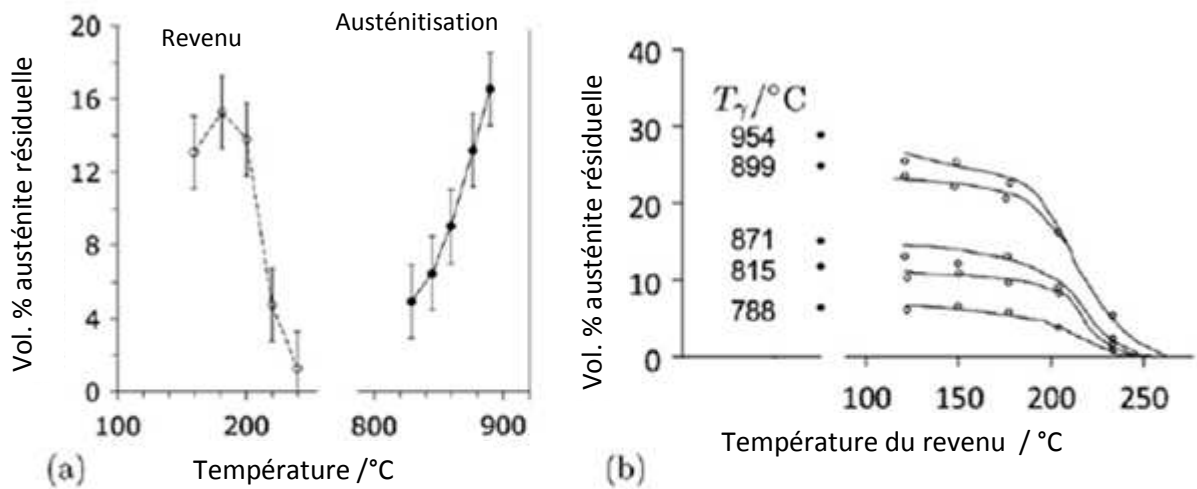 20
16
12
8
4
0
Vol. % austénite résiduelle
Revenu
Austénitisation
100
200
800
900
Température /°C
(a)
40
30
20
10
0
Vol. % austénite résiduelle
Tγ/°C
954
899
871
815
788
100
150
200
250
Température du revenu / °C
(b)